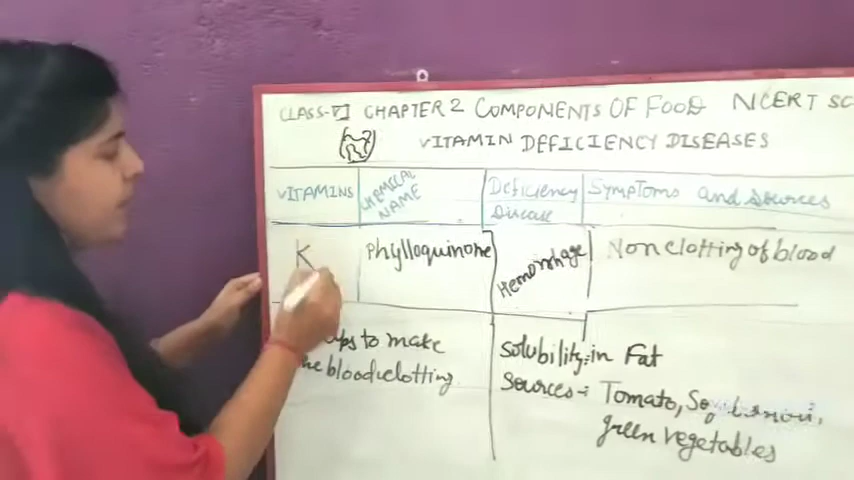 CLASS-VI CHAPTER 2 COMPONENTS OF FOOD NCERT SC
VITAMIN DEFICIENCY DISEASES
VITAMINS
CHEMICAL NAME
Deficiency Disease
Symptoms and Sources
K
Phylloquinone
Hemorrhage
Nonclotting of blood
to make
bloodclotting
Solubility:- in Fat
Sources:- Tomato,
green vegetables